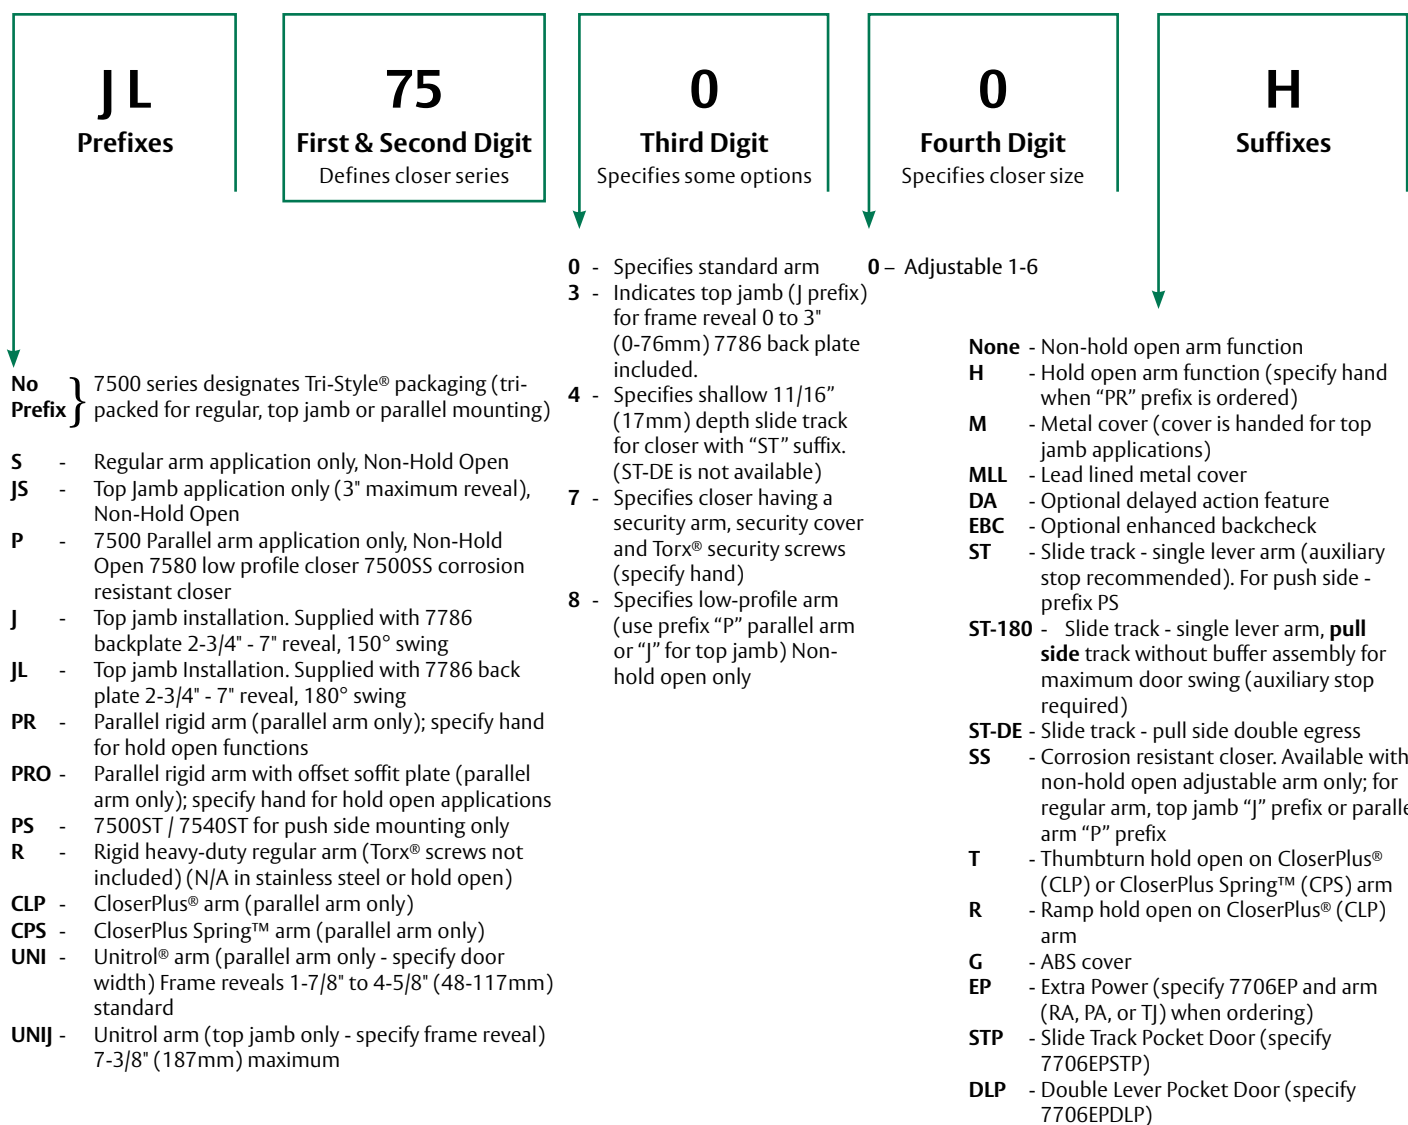 J L
Prefixes
75
First & Second Digit
Defines closer series
0
Third Digit
Specifies some options
0
Fourth Digit
Specifies closer size
H
Suffixes
No
Prefix
}
7500 series designates Tri-Style® packaging (tri-
packed for regular, top jamb or parallel mounting)
S - Regular arm application only, Non-Hold Open
JS - Top Jamb application only (3" maximum reveal),
Non-Hold Open
P - 7500 Parallel arm application only, Non-Hold
Open 7580 low profile closer 7500SS corrosion
resistant closer
J - Top jamb installation. Supplied with 7786
backplate 2-3/4" - 7" reveal, 150° swing
JL - Top jamb Installation. Supplied with 7786 back
plate 2-3/4" - 7" reveal, 180° swing
PR - Parallel rigid arm (parallel arm only); specify hand
for hold open functions
PRO - Parallel rigid arm with offset soffit plate (parallel
arm only); specify hand for hold open applications
PS - 7500ST / 7540ST for push side mounting only
R - Rigid heavy-duty regular arm (Torx® screws not
included) (N/A in stainless steel or hold open)
CLP - CloserPlus® arm (parallel arm only)
CPS - CloserPlus Spring™ arm (parallel arm only)
UNI - Unitrol® arm (parallel arm only - specify door
width) Frame reveals 1-7/8" to 4-5/8" (48-117mm)
standard
UNIJ - Unitrol arm (top jamb only - specify frame reveal)
7-3/8" (187mm) maximum
0 - Specifies standard arm
3 - Indicates top jamb (J prefix)
for frame reveal 0 to 3"
(0-76mm) 7786 back plate
included.
4 - Specifies shallow 11/16”
(17mm) depth slide track
for closer with “ST” suffix.
(ST-DE is not available)
7 - Specifies closer having a
security arm, security cover
and Torx® security screws
(specify hand)
8 - Specifies low-profile arm
(use prefix “P” parallel arm
or “J” for top jamb) Non-
hold open only
0 – Adjustable 1-6
None - Non-hold open arm function
H - Hold open arm function (specify hand
when “PR” prefix is ordered)
M - Metal cover (cover is handed for top
jamb applications)
MLL - Lead lined metal cover
DA - Optional delayed action feature
EBC - Optional enhanced backcheck
ST - Slide track - single lever arm (auxiliary
stop recommended). For push side -
prefix PS
ST-180 - Slide track - single lever arm, pull
side track without buffer assembly for
maximum door swing (auxiliary stop
required)
ST-DE - Slide track - pull side double egress
SS - Corrosion resistant closer. Available with
non-hold open adjustable arm only; for
regular arm, top jamb “J” prefix or paralle
arm “P” prefix
T - Thumbturn hold open on CloserPlus®
(CLP) or CloserPlus Spring™ (CPS) arm
R - Ramp hold open on CloserPlus® (CLP)
arm
G - ABS cover
EP - Extra Power (specify 7706EP and arm
(RA, PA, or TJ) when ordering)
STP - Slide Track Pocket Door (specify
7706EPSTP)
DLP - Double Lever Pocket Door (specify
7706EPDLP)